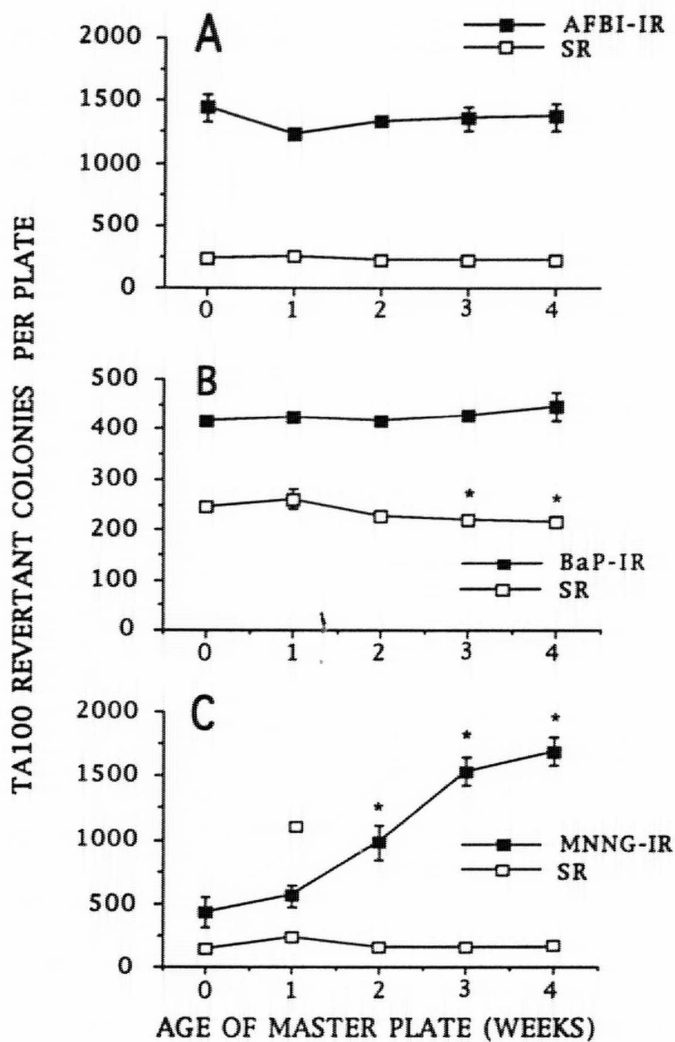 TA100 REVERTANT COLONIES PER PLATE
A
AFBI-IR
SR
2000
1500
1000
500
0
0 1 2 3 4
B
500
400
300
200
100
0
*
*
BaP-IR
SR
0 1 2 3 4
C
2000
1500
1000
500
0
*
*
*
MNNG-IR
SR
0 1 2 3 4
AGE OF MASTER PLATE (WEEKS)